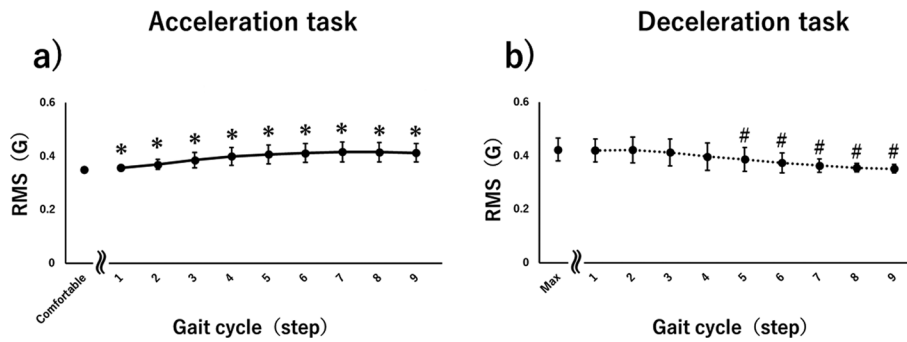 Acceleration task
a)
RMS（G）
0.6
0.4
0.2
0
* * * * * * * * *
Comfortable 1 2 3 4 5 6 7 8 9
Gait cycle（step）
Deceleration task
b)
RMS（G）
0.6
0.4
0.2
0
# # # # #
Max 1 2 3 4 5 6 7 8 9
Gait cycle（step）